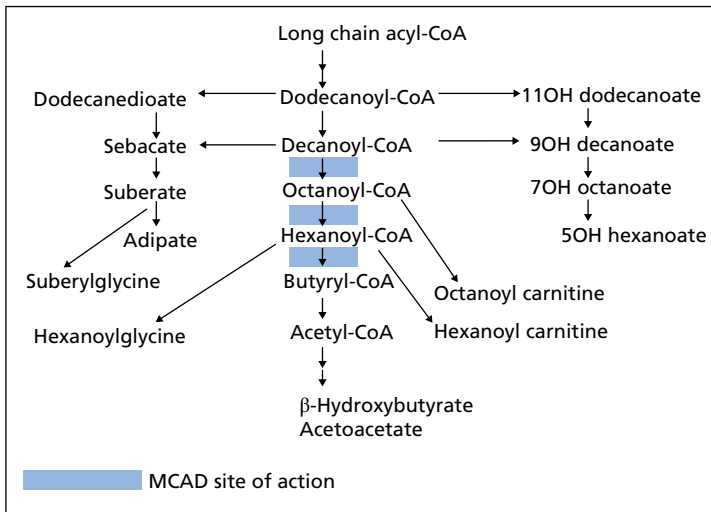 Long chain acyl-CoA
Dodecanedioate
Dodecanoyl-CoA
11OH dodecanoate
Sebacate
Decanoyl-CoA
9OH decanoate
Suberate
Octanoyl-CoA
7OH octanoate
Adipate
Hexanoyl-CoA
5OH hexanoate
Suberylglycine
Butyryl-CoA
Octanoyl carnitine
Hexanoylglycine
Acetyl-CoA
Hexanoyl carnitine
β-Hydroxybutyrate
Acetoacetate
MCAD site of action